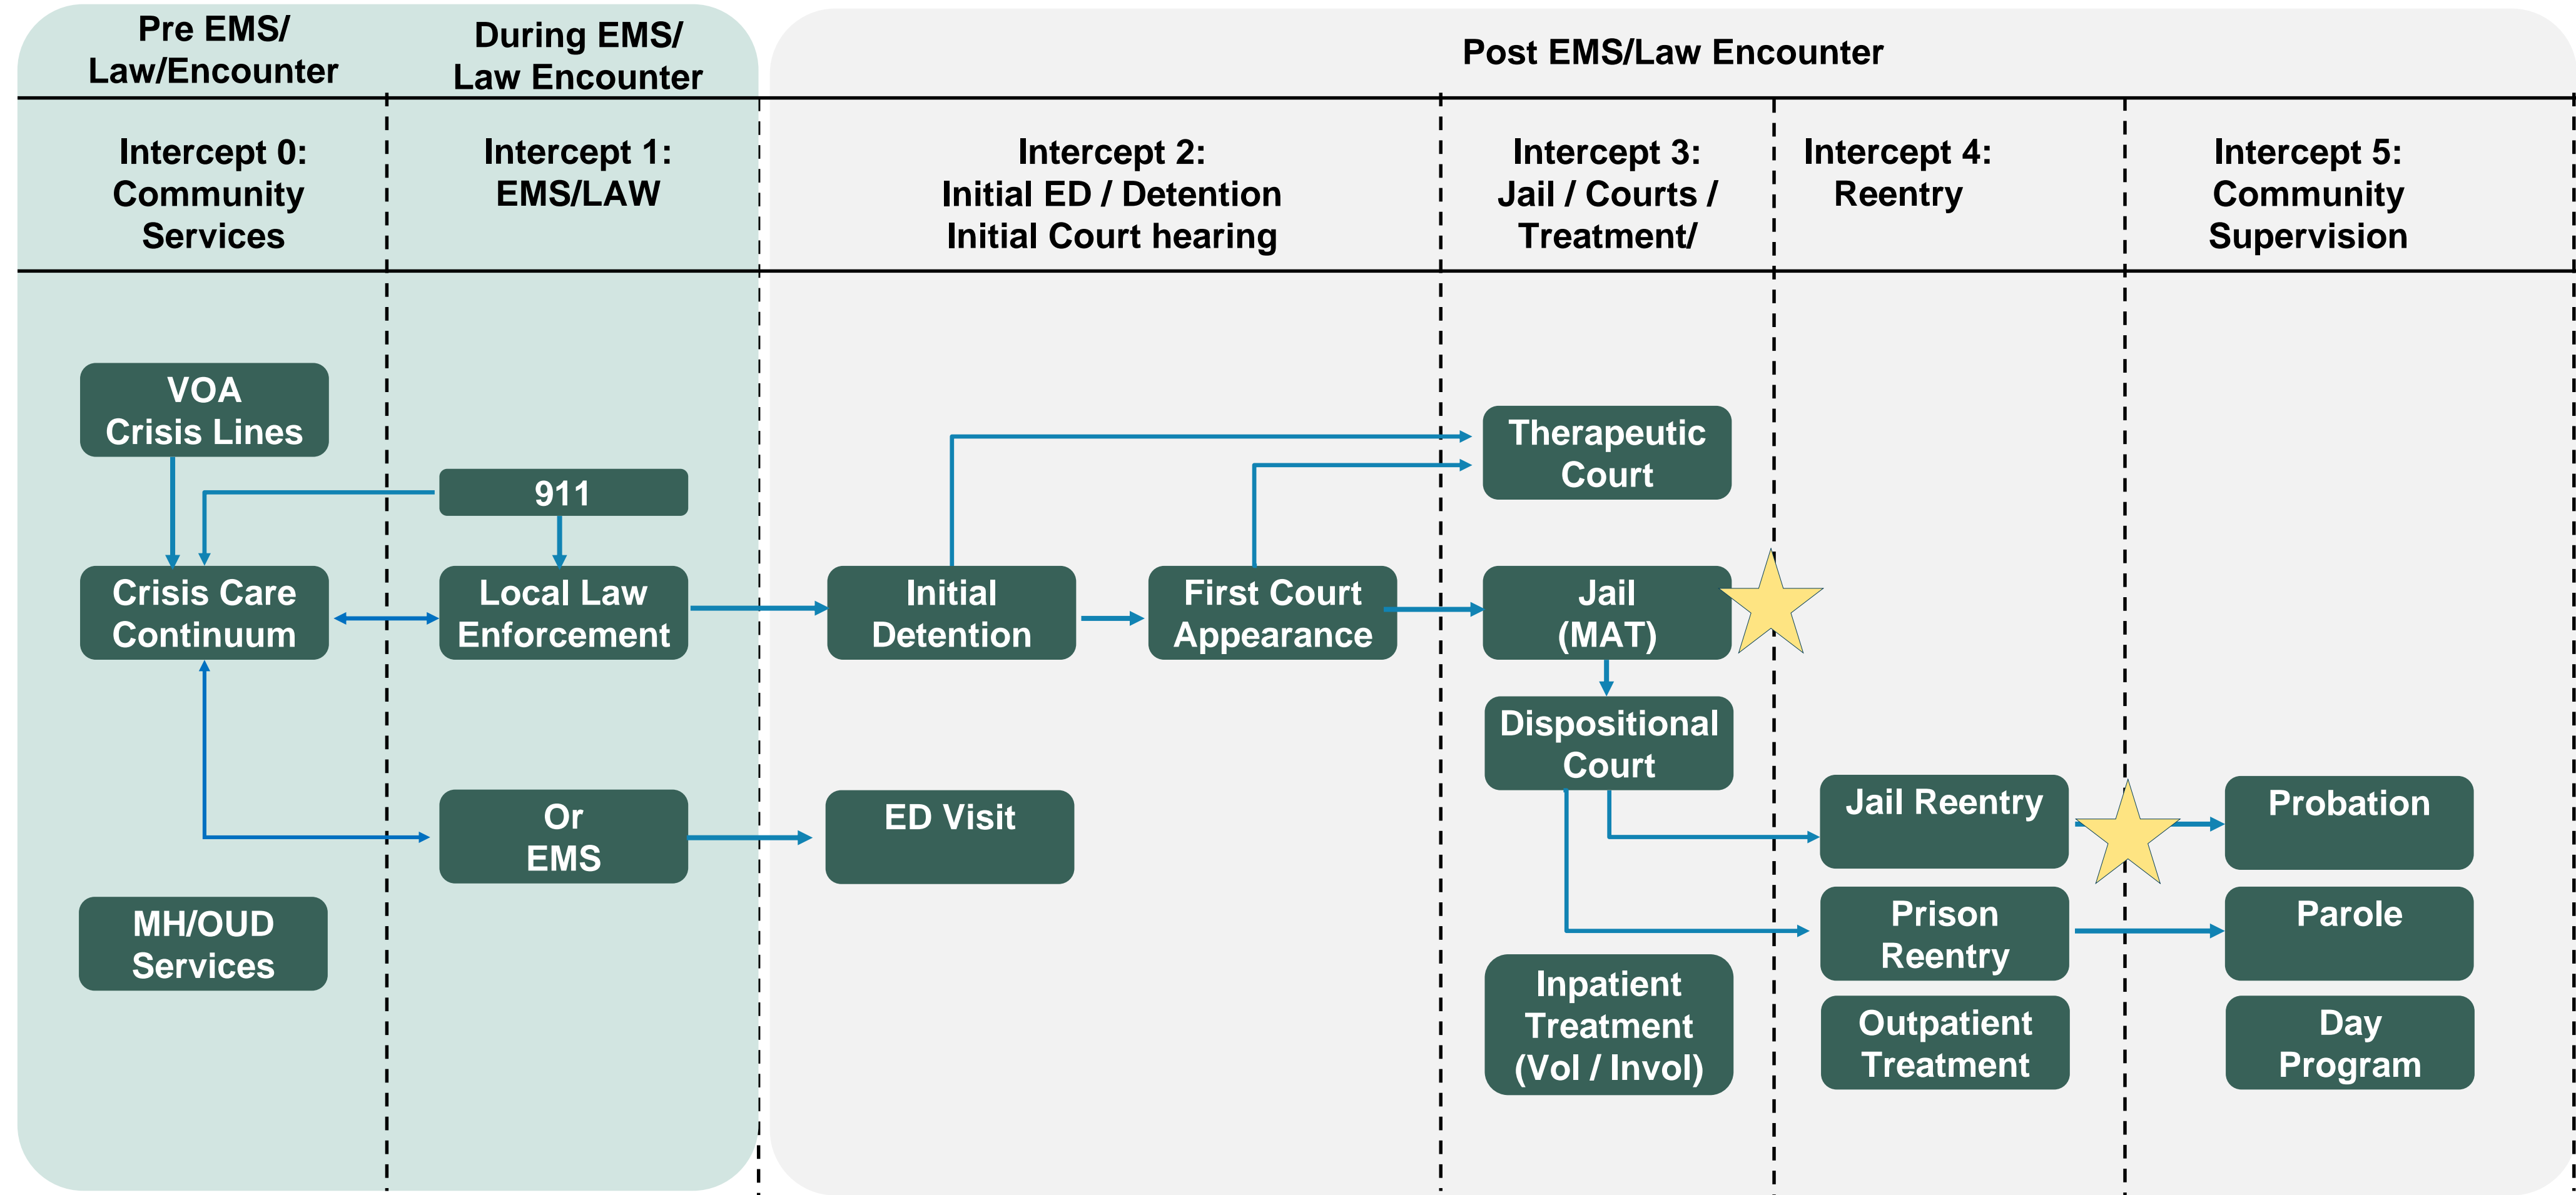 Pre EMS/
Law/Encounter
During EMS/
Law Encounter
Post EMS/Law Encounter
Intercept 0:
Community
Services
Intercept 1:
EMS/LAW
Intercept 2:
Initial ED / Detention
Initial Court hearing
Intercept 3:
Jail / Courts /
Treatment/
Intercept 4:
Reentry
Intercept 5:
Community
Supervision
VOA
Crisis Lines
Crisis Care
Continuum
MH/OUD
Services
911
Local Law
Enforcement
Or
EMS
Initial
Detention
First Court
Appearance
ED Visit
Therapeutic
Court
Jail
(MAT)
Dispositional
Court
Inpatient
Treatment
(Vol / Invol)
Jail Reentry
Prison
Reentry
Outpatient
Treatment
Probation
Parole
Day
Program